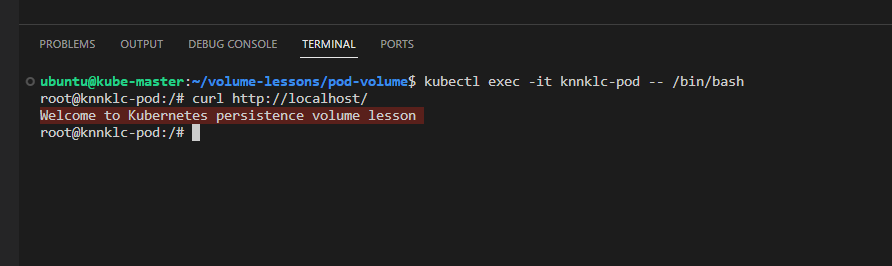 PROBLEMS OUTPUT DEBUG CONSOLE TERMINAL PORTS
ubuntu@kube-master:~/volume-lessons/pod-volume$ kubectl exec -it knnklc-pod -- /bin/bash
root@knnklc-pod:/# curl http://localhost/
Welcome to Kubernetes persistence volume lesson
root@knnklc-pod:/#